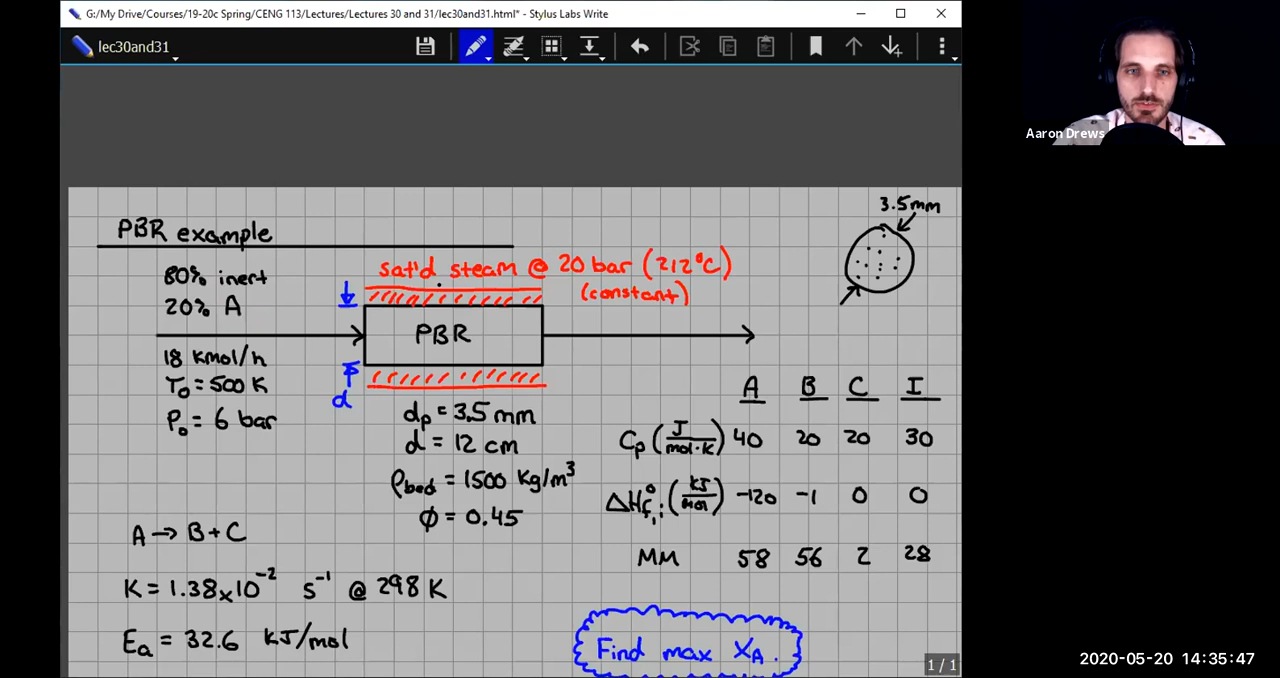 G:/My Drive/Courses/19-20c Spring/CENG 113/Lectures/Lectures 30 and 31/lec30and31.html* - Stylus Labs Write
lec30and31
Aaron Drews
3.5mm
PBR example
80% inert
20% A
sat'd steam @ 20 bar (212°C)
(constant)
PBR
18 kmol/h
T₀ = 500 K
P₀ = 6 bar
d
dp = 3.5 mm
d = 12 cm
ρbed = 1500 kg/m³
ϕ = 0.45
A B C I
Cp (J/mol·K) 40 20 20 30
ΔH°f,i (kJ/mol) -120 -1 0 0
MM 58 56 2 28
A → B + C
K = 1.38 x 10⁻² s⁻¹ @ 298 K
Ea = 32.6 kJ/mol
Find max XA.
1 / 1
2020-05-20 14:35:47